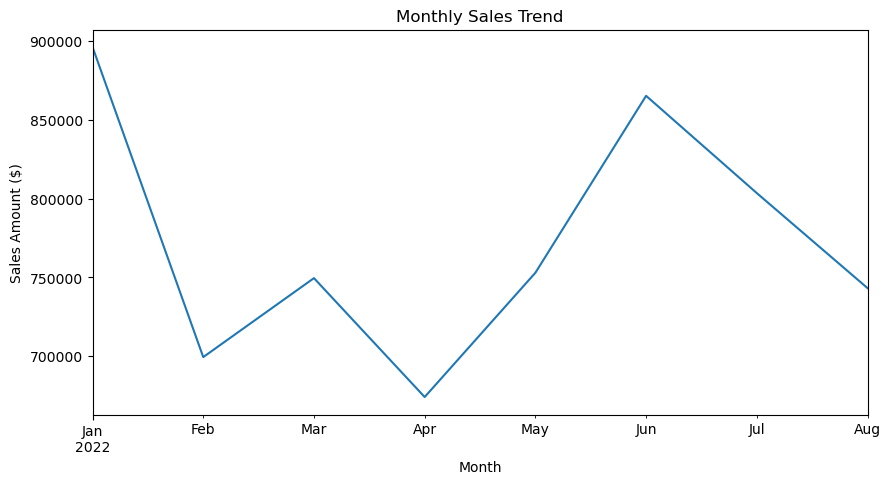 Monthly Sales Trend
Sales Amount ($)
900000
850000
800000
750000
700000
Jan Feb Mar Apr May Jun Jul Aug
2022
Month